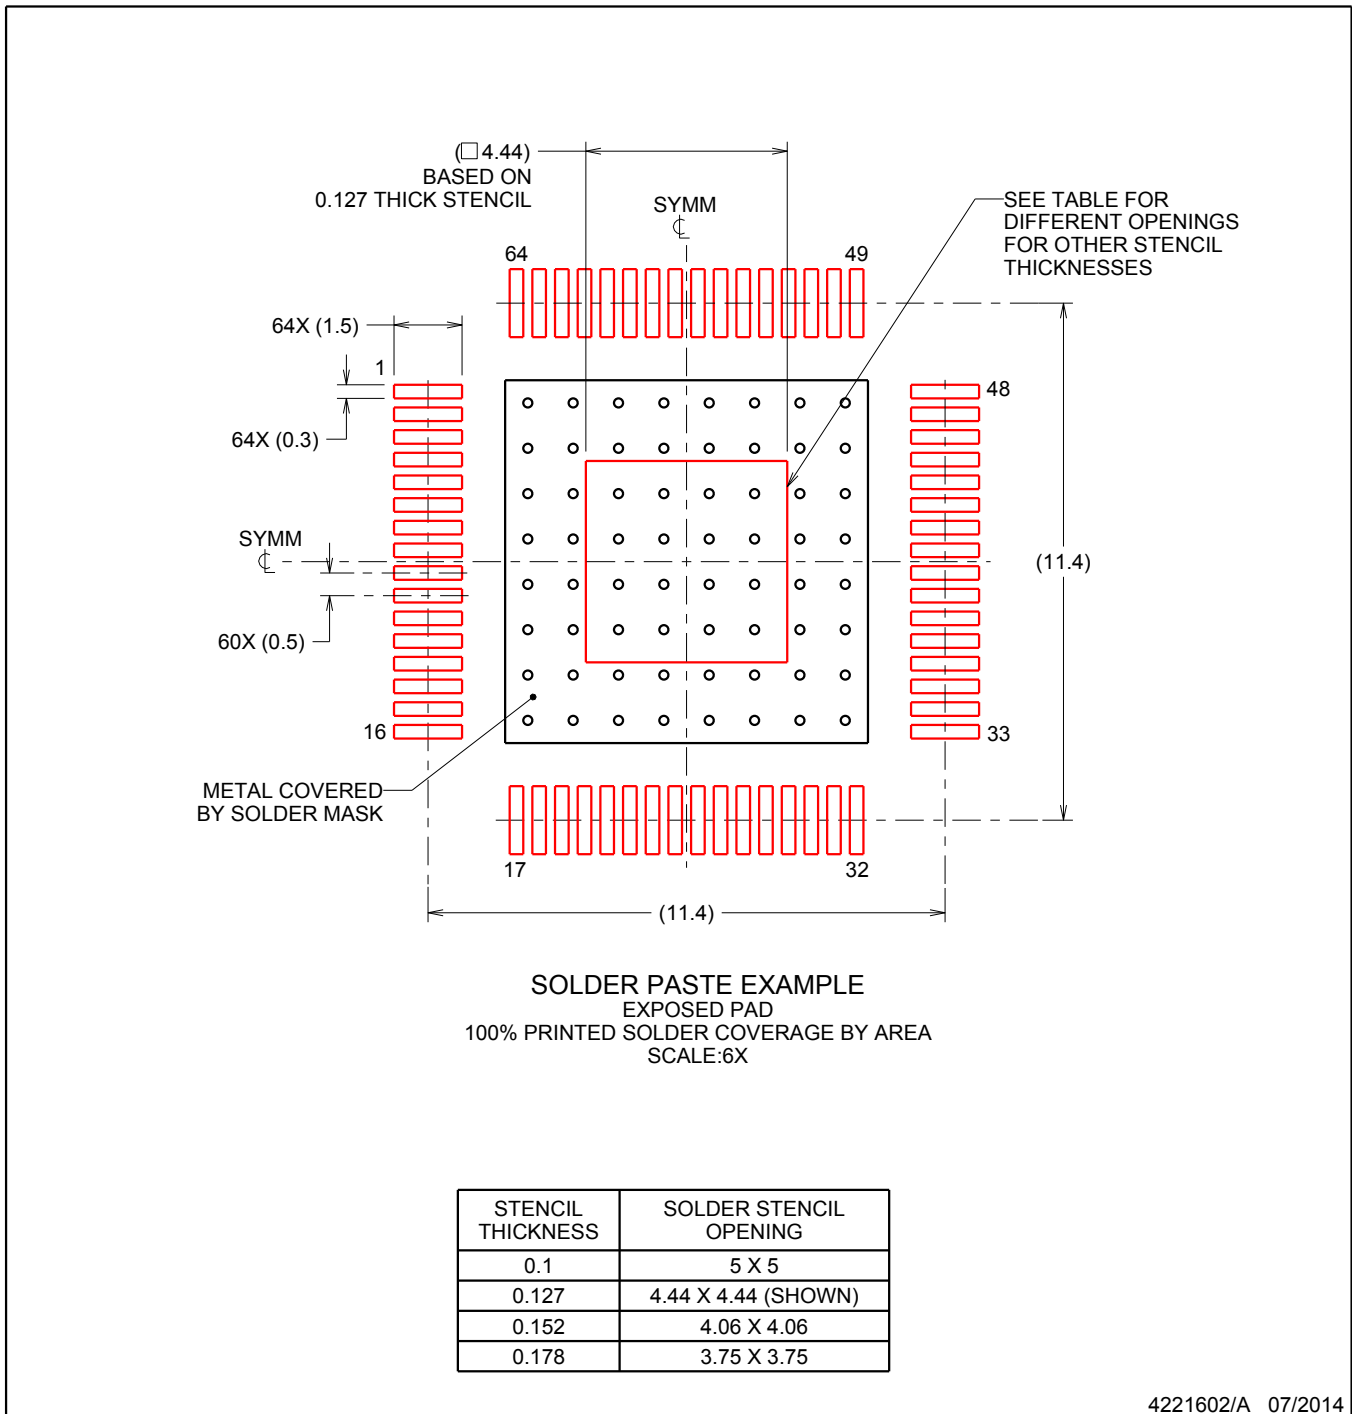 (□ 4.44)
BASED ON
0.127 THICK STENCIL
SYMM
℄
SEE TABLE FOR
DIFFERENT OPENINGS
FOR OTHER STENCIL
THICKNESSES
64
49
64X (1.5)
1
48
64X (0.3)
SYMM
℄
(11.4)
60X (0.5)
16
33
METAL COVERED
BY SOLDER MASK
17
32
(11.4)
SOLDER PASTE EXAMPLE
EXPOSED PAD
100% PRINTED SOLDER COVERAGE BY AREA
SCALE:6X
STENCIL
THICKNESS
SOLDER STENCIL
OPENING
0.1
5 X 5
0.127
4.44 X 4.44 (SHOWN)
0.152
4.06 X 4.06
0.178
3.75 X 3.75
4221602/A 07/2014